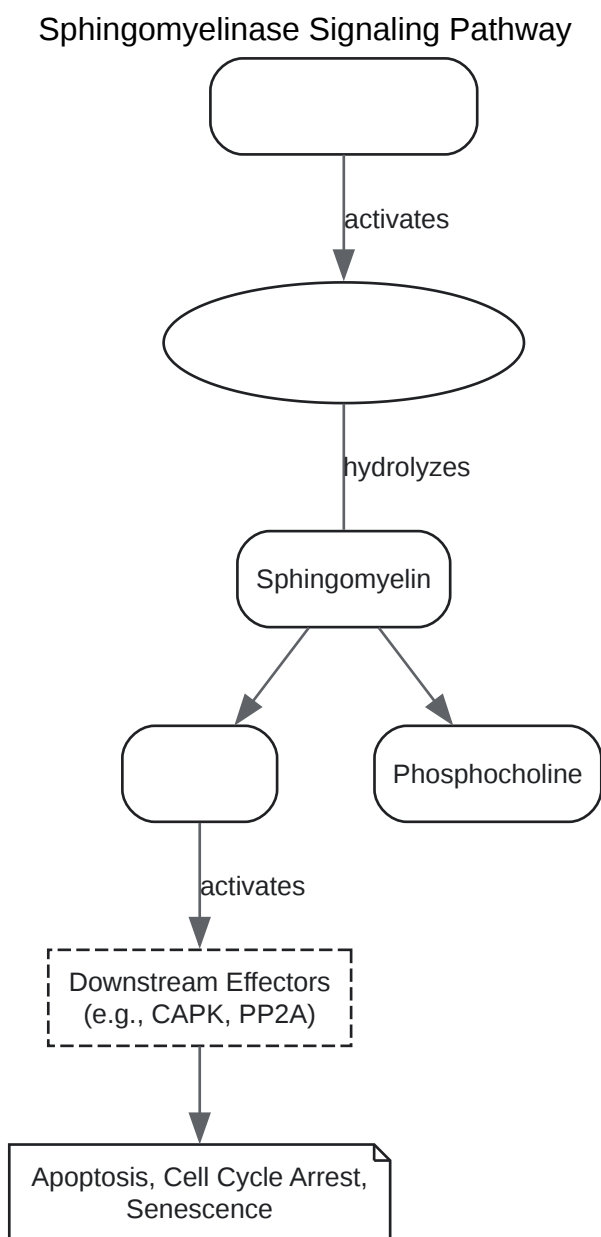 Sphingomyelinase Signaling Pathway
activates
hydrolyzes
Sphingomyelin
Phosphocholine
activates
Downstream Effectors
(e.g., CAPK, PP2A)
Apoptosis, Cell Cycle Arrest,
Senescence